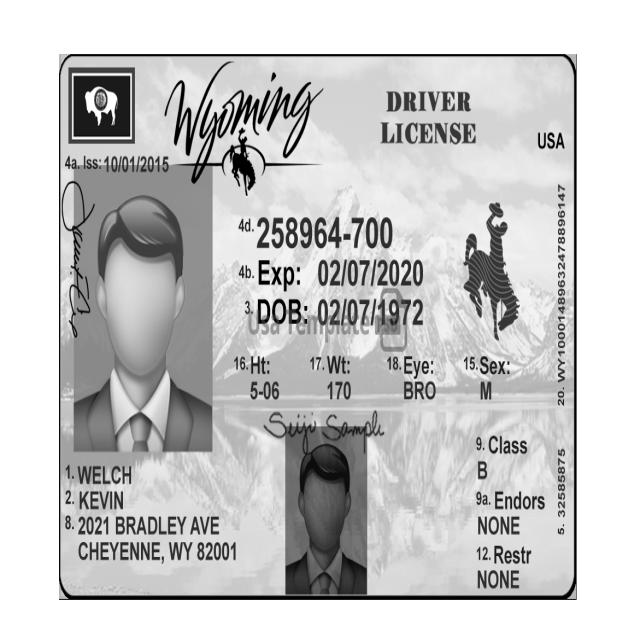 Wyoming
DRIVER
LICENSE
USA
4a. Iss: 10/01/2015
4d. 258964-700
4b. Exp: 02/07/2020
3. DOB: 02/07/1972
Usa Template
16. Ht: 17. Wt: 18. Eye: 15. Sex:
5-06 170 BRO M
Seiji Sample
9. Class
B
9a. Endors
NONE
12. Restr
NONE
1. WELCH
2. KEVIN
8. 2021 BRADLEY AVE
CHEYENNE, WY 82001
20. WY1000148963247889 6147
5. 32585875